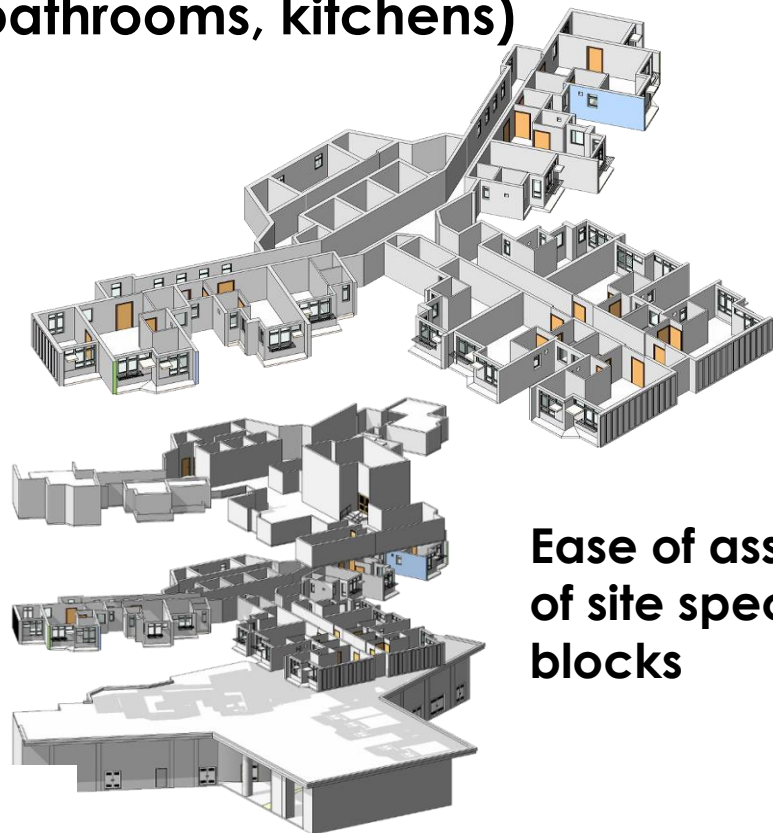 bathrooms, kitchens)
Ease of ass
of site spec
blocks